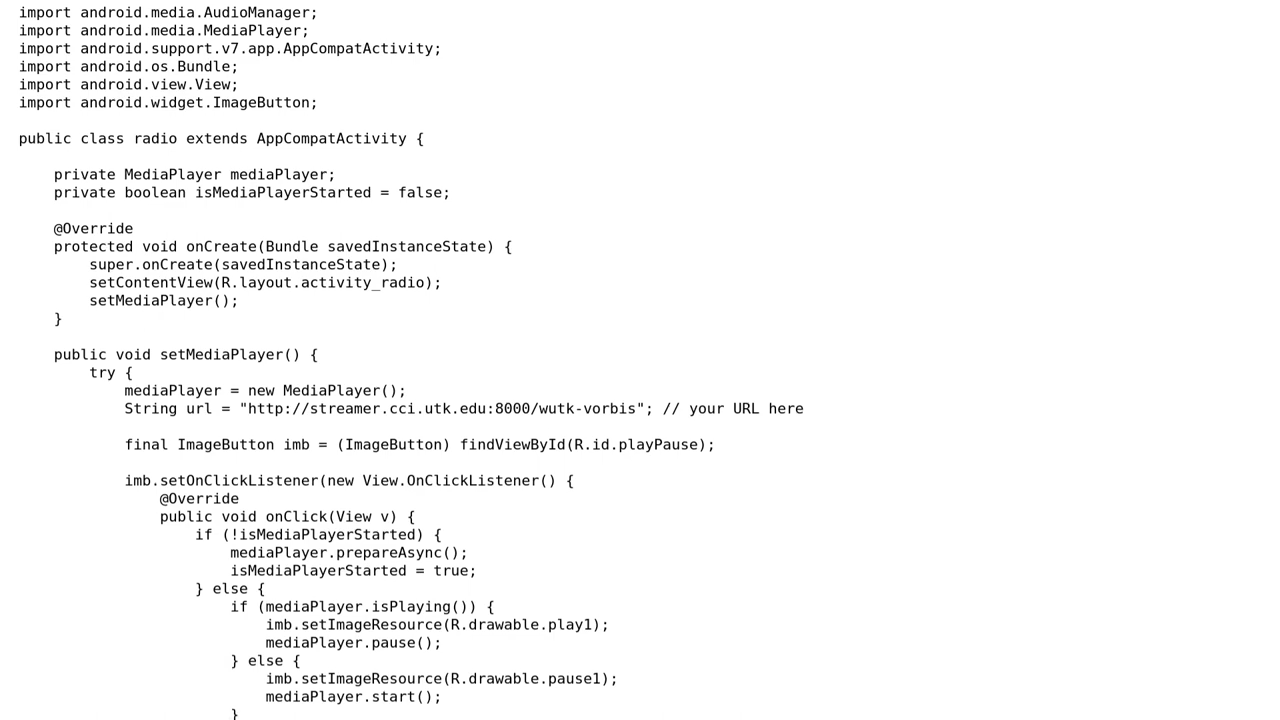 import android.media.AudioManager;
import android.media.MediaPlayer;
import android.support.v7.app.AppCompatActivity;
import android.os.Bundle;
import android.view.View;
import android.widget.ImageButton;

public class radio extends AppCompatActivity {

    private MediaPlayer mediaPlayer;
    private boolean isMediaPlayerStarted = false;

    @Override
    protected void onCreate(Bundle savedInstanceState) {
        super.onCreate(savedInstanceState);
        setContentView(R.layout.activity_radio);
        setMediaPlayer();
    }

    public void setMediaPlayer() {
        try {
            mediaPlayer = new MediaPlayer();
            String url = "http://streamer.cci.utk.edu:8000/wutk-vorbis"; // your URL here

            final ImageButton imb = (ImageButton) findViewById(R.id.playPause);

            imb.setOnClickListener(new View.OnClickListener() {
                @Override
                public void onClick(View v) {
                    if (!isMediaPlayerStarted) {
                        mediaPlayer.prepareAsync();
                        isMediaPlayerStarted = true;
                    } else {
                        if (mediaPlayer.isPlaying()) {
                            imb.setImageResource(R.drawable.play1);
                            mediaPlayer.pause();
                        } else {
                            imb.setImageResource(R.drawable.pause1);
                            mediaPlayer.start();
                        }